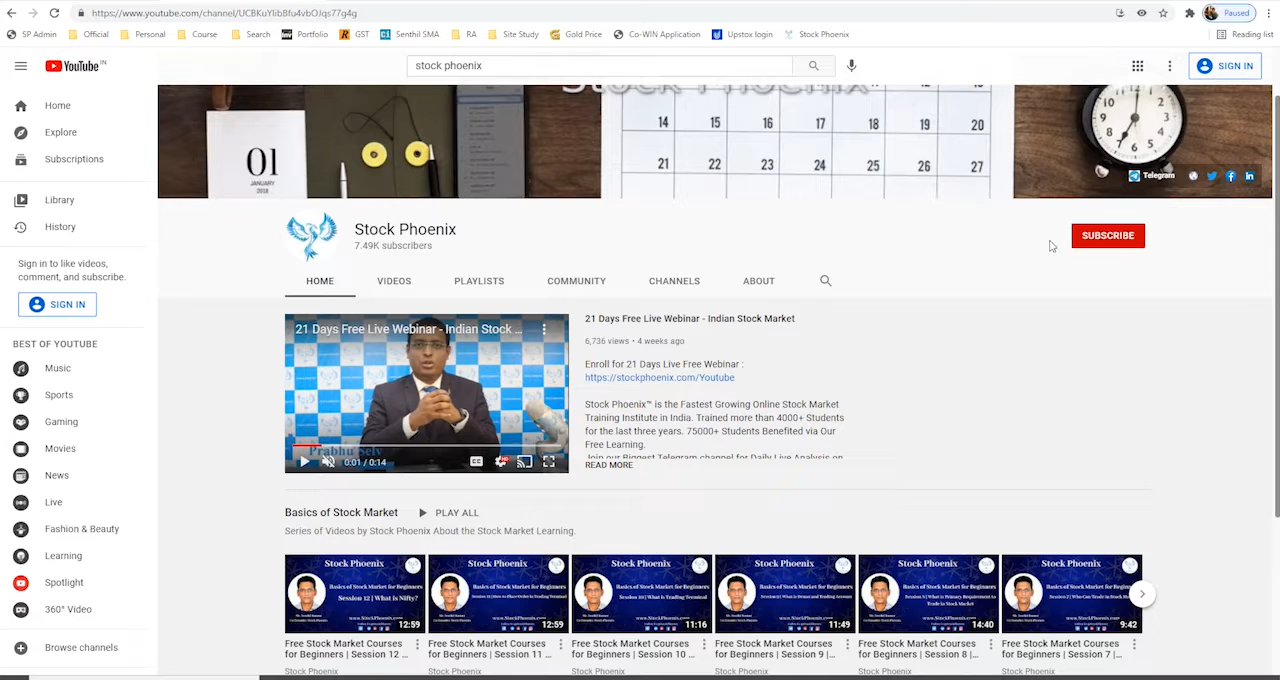 https://www.youtube.com/channel/UCBKuYlibBfu4vbOJqs77g4g
Paused
SP Admin Official Personal Course Search Portfolio GST Senthil SMA RA Site Study Gold Price Co-WIN Application Upstox login Stock Phoenix Reading list
YouTube IN
stock phoenix
SIGN IN
Home
Explore
Subscriptions
Library
History
Sign in to like videos,
comment, and subscribe.
SIGN IN
BEST OF YOUTUBE
Music
Sports
Gaming
Movies
News
Live
Fashion & Beauty
Learning
Spotlight
360° Video
Browse channels
Stock Phoenix
01
JANUARY
2018
14 15 16 17 18 19 20
21 22 23 24 25 26 27
Telegram
Stock Phoenix
7.49K subscribers
SUBSCRIBE
HOME VIDEOS PLAYLISTS COMMUNITY CHANNELS ABOUT
21 Days Free Live Webinar - Indian Stock ...
Prabhu Selv
0:01 / 0:14
CC HD
21 Days Free Live Webinar - Indian Stock Market
6,736 views • 4 weeks ago
Enroll for 21 Days Live Free Webinar :
https://stockphoenix.com/Youtube
Stock Phoenix™ is the Fastest Growing Online Stock Market
Training Institute in India. Trained more than 4000+ Students
for the last three years. 75000+ Students Benefited via Our
Free Learning.
Join our Biggest Telegram channel for Daily Live Analysis on
READ MORE
Basics of Stock Market PLAY ALL
Series of Videos by Stock Phoenix About the Stock Market Learning.
Stock Phoenix
Basics of Stock Market for Beginners
Session 12 | What is Nifty?
12:59
Stock Phoenix
Basics of Stock Market for Beginners
Session 11 | How to Place Order in Trading Terminal
12:59
Stock Phoenix
Basics of Stock Market for Beginners
Session 10 | What is Trading Terminal
11:16
Stock Phoenix
Basics of Stock Market for Beginners
Session 9 | What is Demat and Trading Account
11:49
Stock Phoenix
Basics of Stock Market for Beginners
Session 8 | What is Primary Requirement to
Trade in Stock Market
14:40
Stock Phoenix
Basics of Stock Market for
Session 7 | Who Can Trade in Stock
9:42
Free Stock Market Courses
for Beginners | Session 12 ...
Stock Phoenix
Free Stock Market Courses
for Beginners | Session 11 ...
Stock Phoenix
Free Stock Market Courses
for Beginners | Session 10 ...
Stock Phoenix
Free Stock Market Courses
for Beginners | Session 9 |...
Stock Phoenix
Free Stock Market Courses
for Beginners | Session 8 |...
Stock Phoenix
Free Stock Market Courses
for Beginners | Session 7 |...
Stock Phoenix